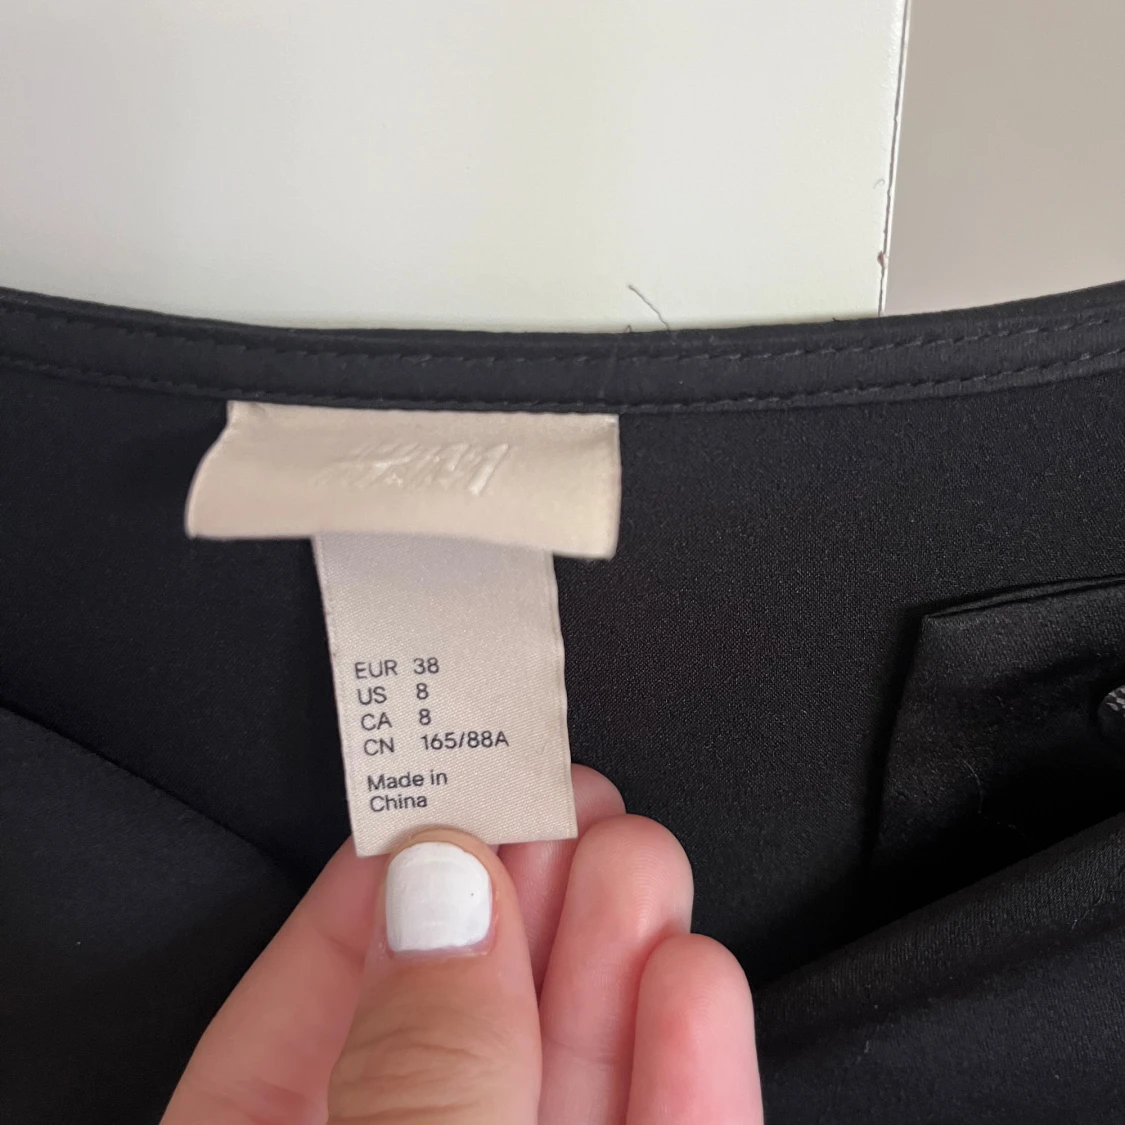 H&M
EUR 38
US 8
CA 8
CN 165/88A
Made in
China